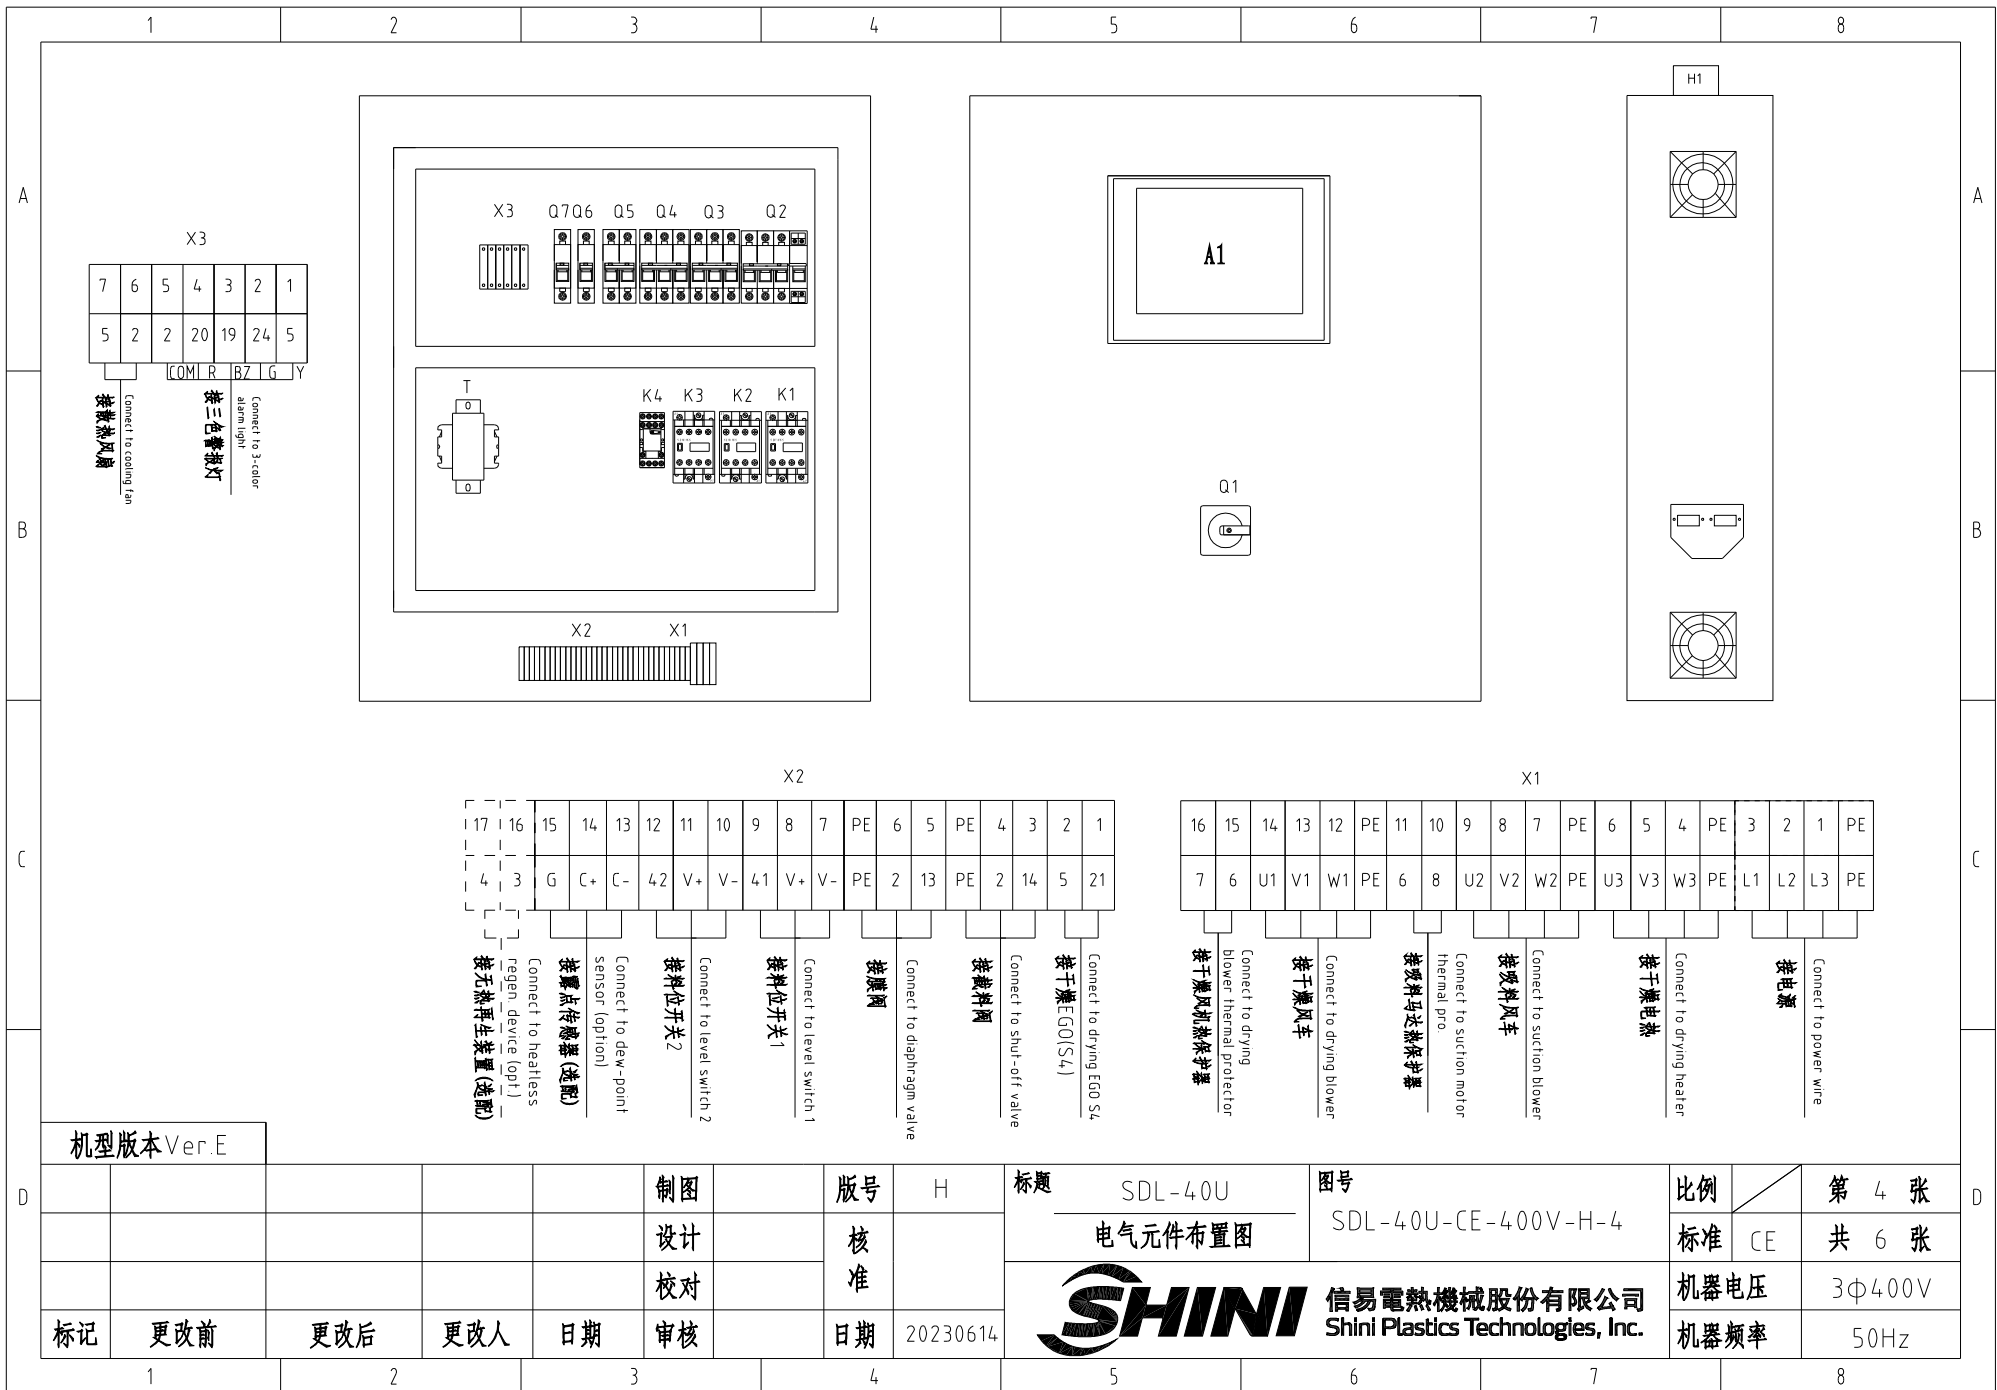 1 2 3 4 5 6 7 8
H1
A
A
X3 Q7 Q6 Q5 Q4 Q3 Q2
A1
X3
7 6 5 4 3 2 1
5 2 2 20 19 24 5
COM R BZ G Y
接散热风扇
Connect to cooling fan
接三色警报灯
Connect to 3-color
alarm light
T
0
0
K4 K3 K2 K1
Q1
B
B
X2 X1
X2
17 16 15 14 13 12 11 10 9 8 7 PE 6 5 PE 4 3 2 1
4 3 G C+ C- 42 V+ V- 41 V+ V- PE 2 13 PE 2 14 5 21
接无热再生装置(选配)
Connect to heatless
regen. device (opt.)
接露点传感器(选配)
Connect to dew-point
sensor (option)
接料位开关2
Connect to level switch 2
接料位开关1
Connect to level switch 1
接膜阀
Connect to diaphragm valve
接截料阀
Connect to shut-off valve
接干燥EGO(S4)
Connect to drying EGO S4
X1
16 15 14 13 12 PE 11 10 9 8 7 PE 6 5 4 PE 3 2 1 PE
7 6 U1 V1 W1 PE 6 8 U2 V2 W2 PE U3 V3 W3 PE L1 L2 L3 PE
接干燥风机热保护器
Connect to drying
blower thermal protector
接干燥风车
Connect to drying blower
接吸料马达热保护器
Connect to suction motor
thermal pro.
接吸料风车
Connect to suction blower
接干燥电热
Connect to drying heater
接电源
Connect to power wire
C
C
机型版本Ver.E
D
D
制图 版号 H
设计 核准
校对
标记 更改前 更改后 更改人 日期 审核 日期 20230614
标题 SDL-40U
电气元件布置图
图号
SDL-40U-CE-400V-H-4
比例 第 4 张
标准 CE 共 6 张
机器电压 3Φ400V
机器频率 50Hz
SHINI
信易電熱機械股份有限公司
Shini Plastics Technologies, Inc.
1 2 3 4 5 6 7 8